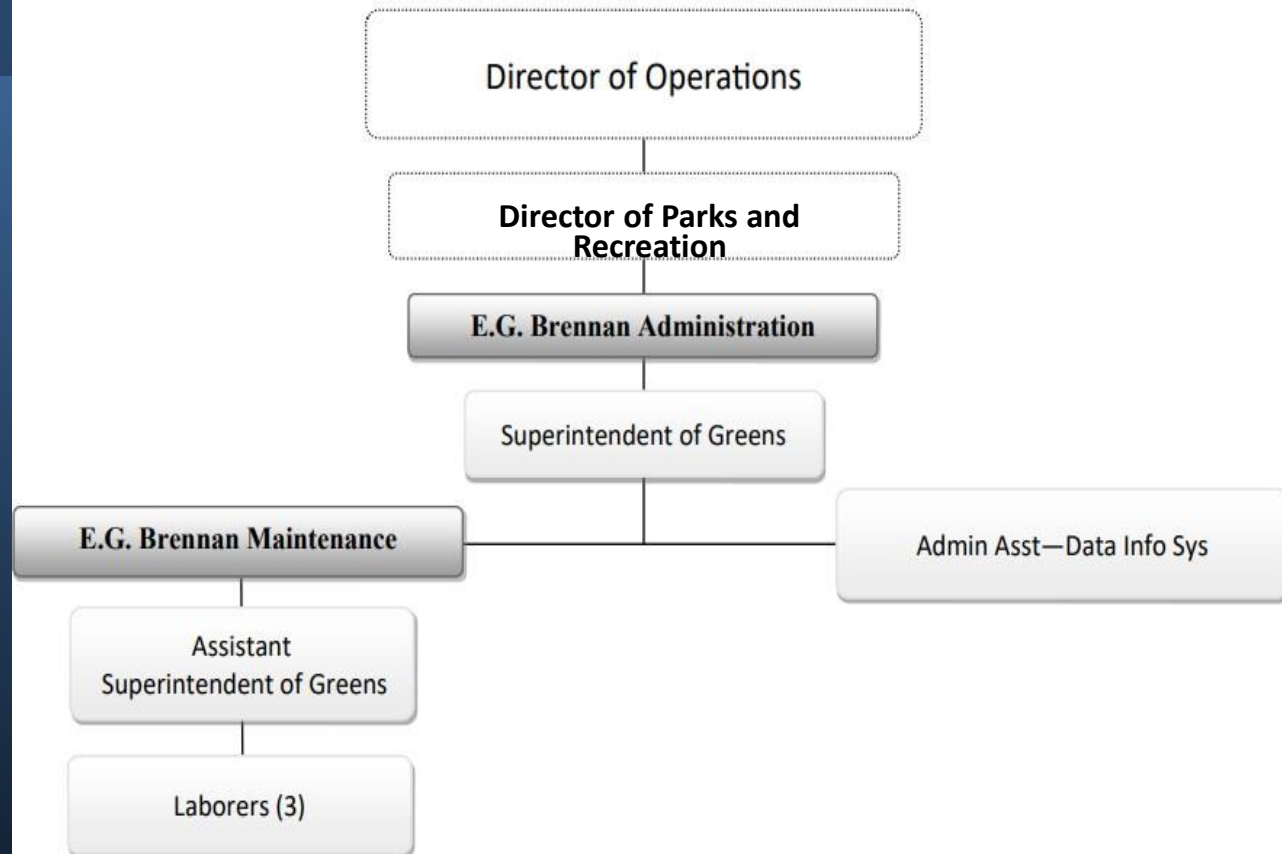 Director of Operations
Director of Parks and
Recreation
E.G. Brennan Administration
Superintendent of Greens
E.G. Brennan Maintenance
Admin Asst—Data Info Sys
Assistant
Superintendent of Greens
Laborers (3)